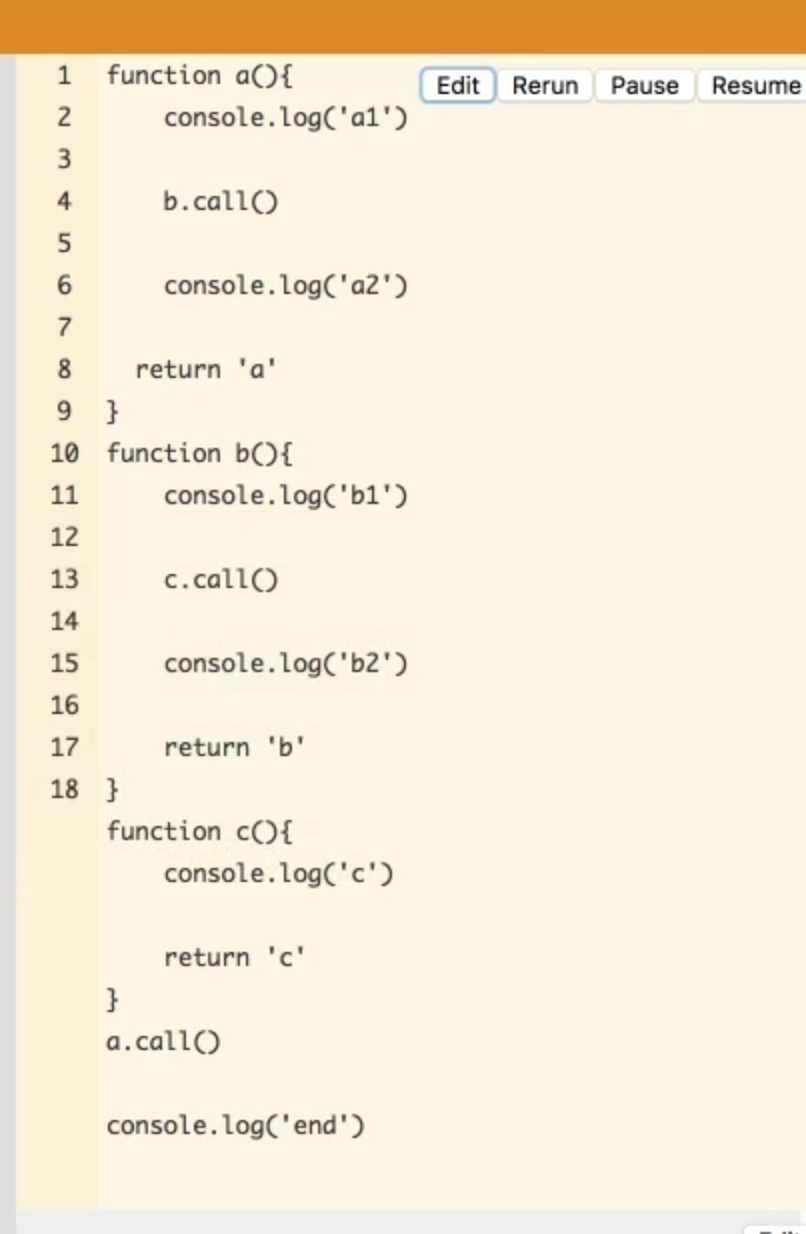 1 function a(){
Edit Rerun Pause Resume
2 console.log('a1')
3
4 b.call()
5
6 console.log('a2')
7
8 return 'a'
9 }
10 function b(){
11 console.log('b1')
12
13 c.call()
14
15 console.log('b2')
16
17 return 'b'
18 }
function c(){
console.log('c')
return 'c'
}
a.call()
console.log('end')